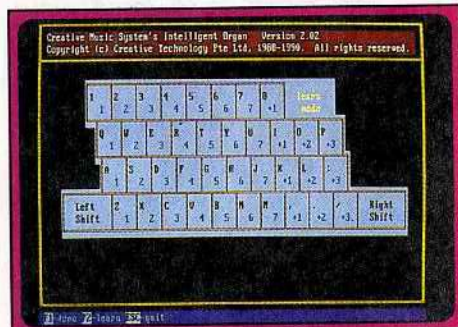 Creative Music System's Intelligent Organ Version 2.02
Copyright (c) Creative Technology Pte Ltd, 1988-1990. All rights reserved.
1 2 3 4 5 6 7 8 learn
1 2 3 4 5 6 7 +1 mode
Q W E R T Y U I O P
1 2 3 4 5 6 7 +1 +2 +3
A S D F G H J K L :
1 2 3 4 5 6 7 +1 +2 +3
Left Z X C V B N M , . / Right
Shift 1 2 3 4 5 6 7 +1 +2 +3 Shift
-learn ESC-quit